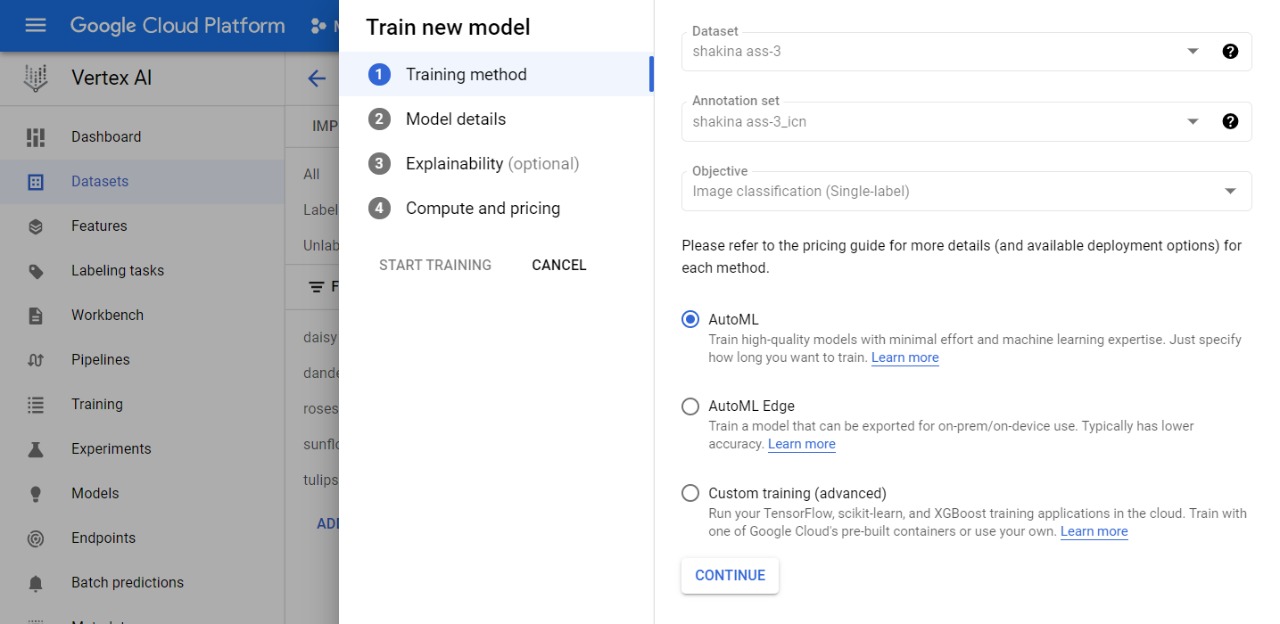 Google Cloud Platform
Vertex AI
Dashboard
Datasets
Features
Labeling tasks
Workbench
Pipelines
Training
Experiments
Models
Endpoints
Batch predictions
All
Train new model
1 Training method
2 Model details
3 Explainability (optional)
4 Compute and pricing
START TRAINING CANCEL
Dataset
shakina ass-3
Annotation set
shakina ass-3_icn
Objective
Image classification (Single-label)
Please refer to the pricing guide for more details (and available deployment options) for
each method.
AutoML
Train high-quality models with minimal effort and machine learning expertise. Just specify
how long you want to train. Learn more
AutoML Edge
Train a model that can be exported for on-prem/on-device use. Typically has lower
accuracy. Learn more
Custom training (advanced)
Run your TensorFlow, scikit-learn, and XGBoost training applications in the cloud. Train with
one of Google Cloud's pre-built containers or use your own. Learn more
CONTINUE
daisy
roses
tulips